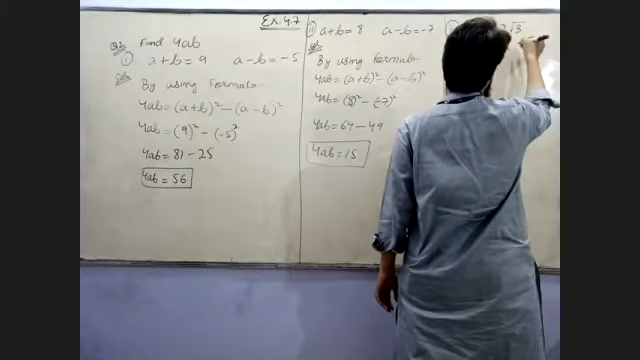 Ex: 4.7
Q2 Find 4ab
(i) a + b = 9 a - b = -5
Sol:
By using Formula.
4ab = (a+b)² - (a-b)²
4ab = (9)² - (-5)²
4ab = 81 - 25
4ab = 56
(ii) a + b = 8 a - b = -7
Sol:
By using formula
4ab = (a+b)² - (a-b)²
4ab = (8)² - (-7)²
4ab = 64 - 49
4ab = 15
√3